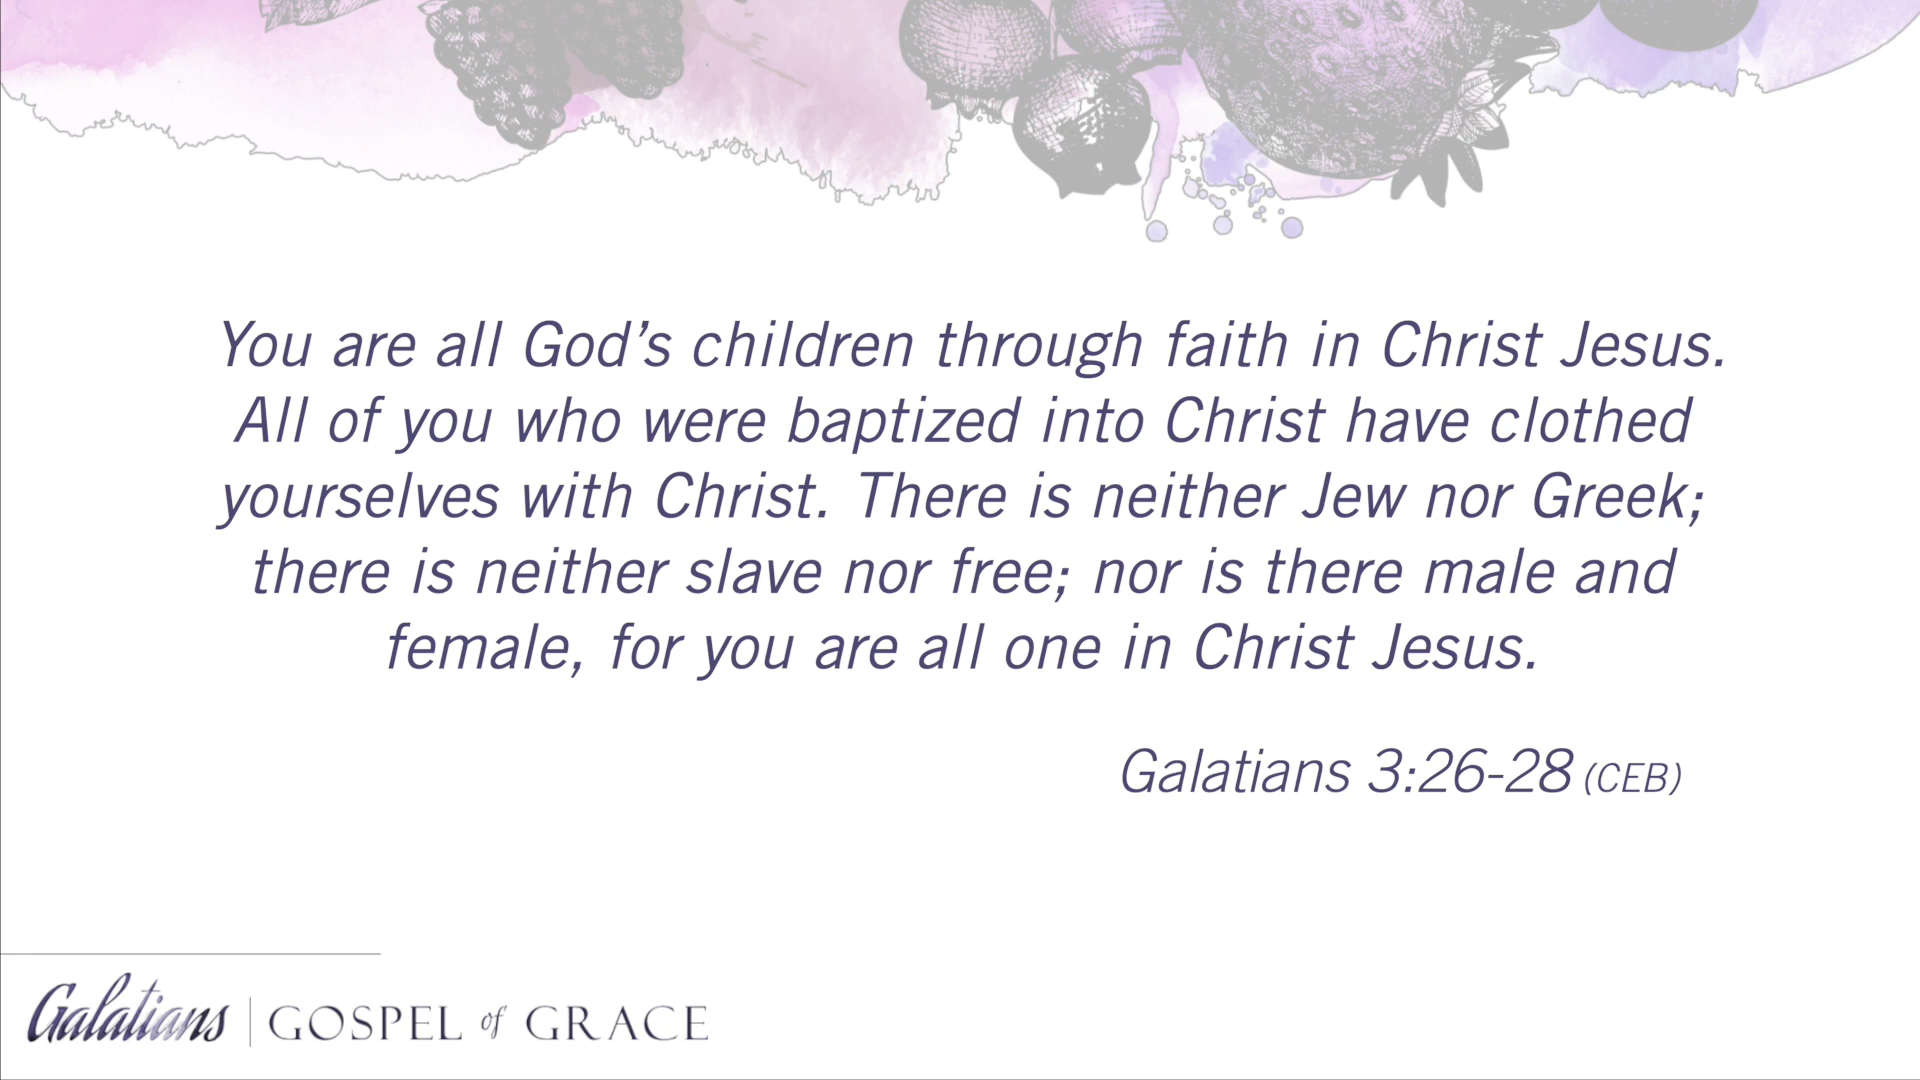 You are all God’s children through faith in Christ Jesus.
All of you who were baptized into Christ have clothed
yourselves with Christ. There is neither Jew nor Greek;
there is neither slave nor free; nor is there male and
female, for you are all one in Christ Jesus.
Galatians 3:26-28 (CEB)
Galatians | GOSPEL of GRACE